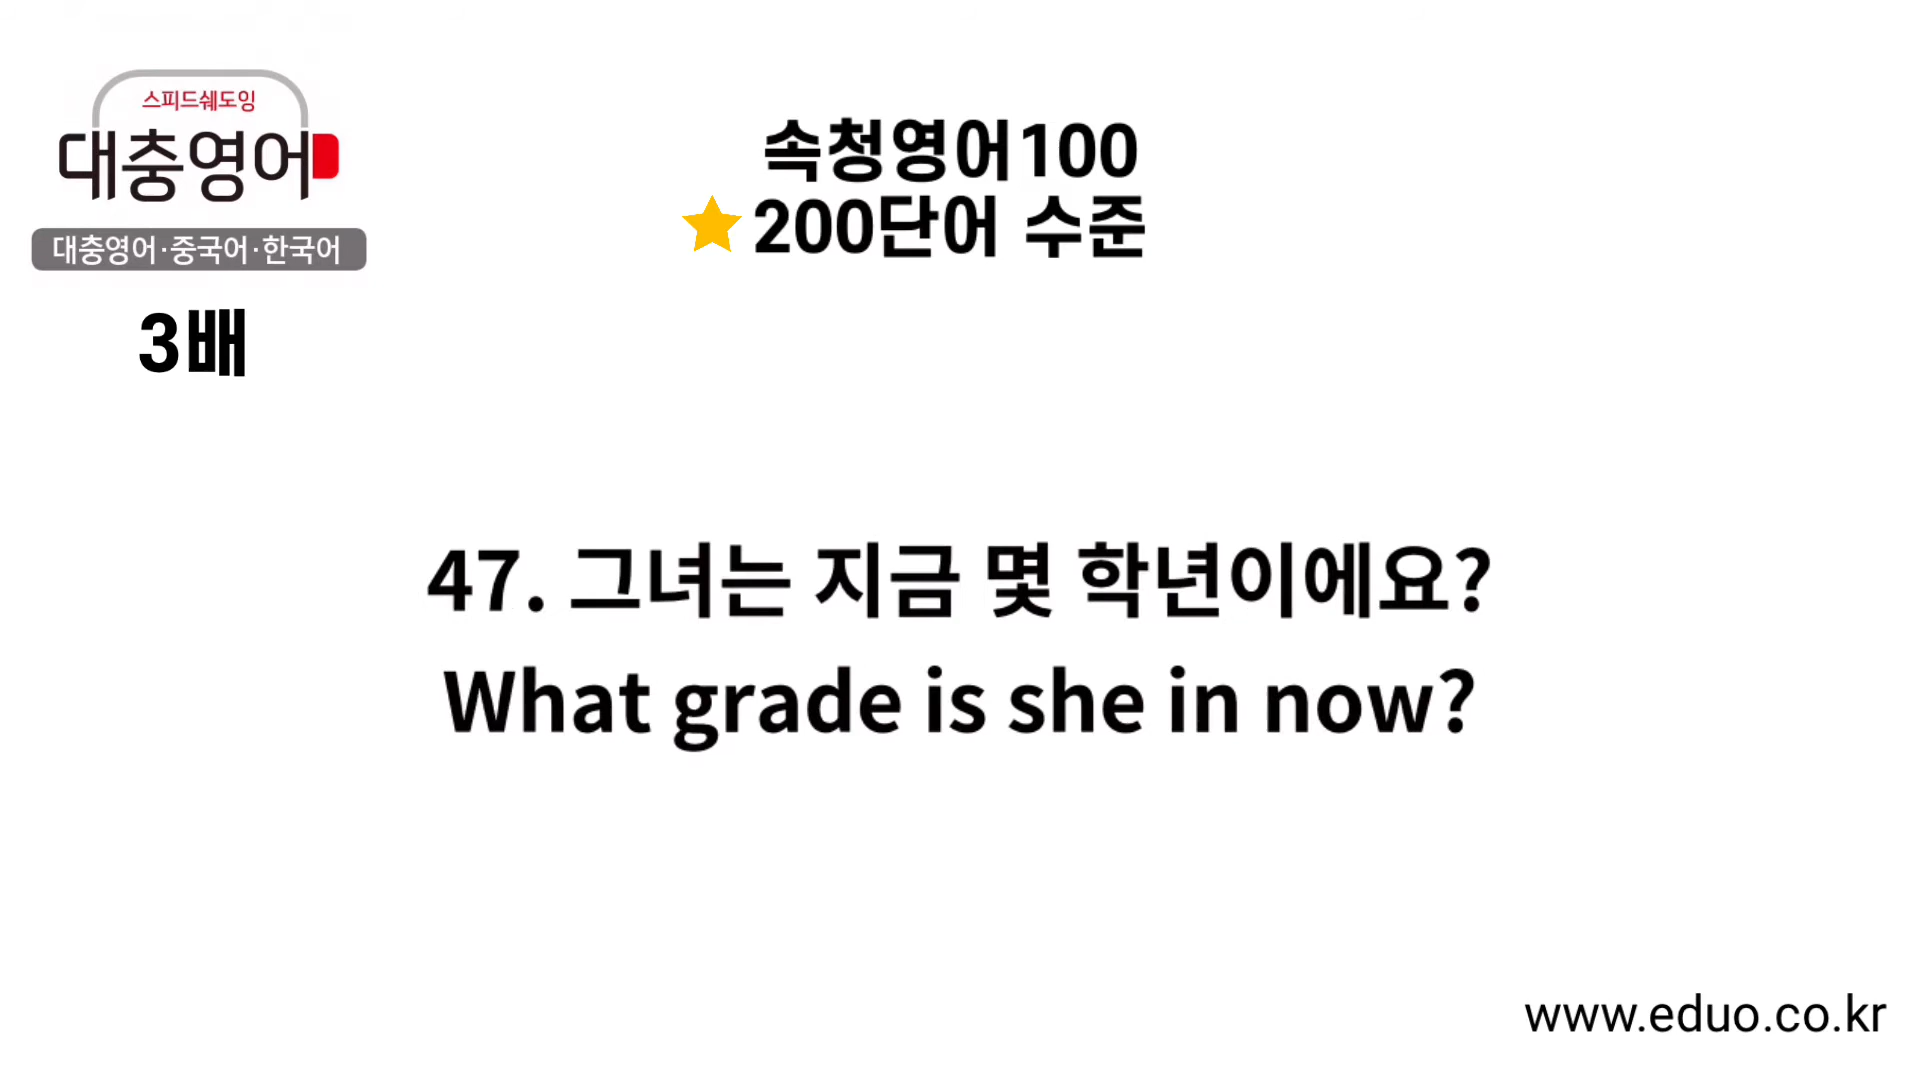 스피드쉐도잉
대충영어
대충영어·중국어·한국어
3배
속청영어100
200단어 수준
47. 그녀는 지금 몇 학년이에요?
What grade is she in now?
www.eduo.co.kr